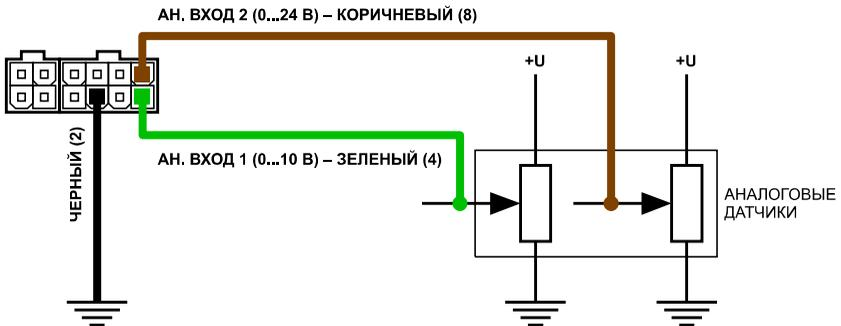 АН. ВХОД 2 (0...24 В) – КОРИЧНЕВЫЙ (8)
+U
+U
АН. ВХОД 1 (0...10 В) – ЗЕЛЕНЫЙ (4)
ЧЕРНЫЙ (2)
АНАЛОГОВЫЕ
ДАТЧИКИ